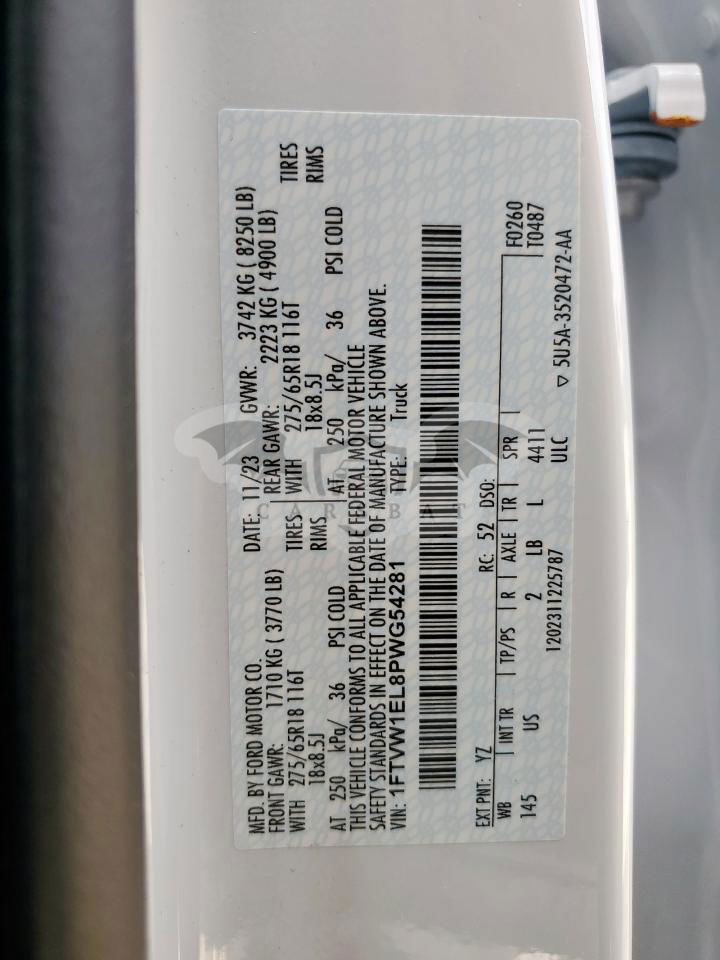 MFD. BY FORD MOTOR CO.
DATE: 11/23 GVWR: 3742 KG ( 8250 LB)
FRONT GAWR: 1710 KG ( 3770 LB) REAR GAWR: 2223 KG ( 4900 LB)
WITH 275/65R18 116T TIRES WITH 275/65R18 116T TIRES
18x8.5J RIMS 18x8.5J RIMS
AT 250 kPa/ 36 PSI COLD AT 250 kPa/ 36 PSI COLD
THIS VEHICLE CONFORMS TO ALL APPLICABLE FEDERAL MOTOR VEHICLE
SAFETY STANDARDS IN EFFECT ON THE DATE OF MANUFACTURE SHOWN ABOVE.
VIN: 1FTVW1EL8PWG54281 TYPE: Truck
CAR BAT
EXT PNT: YZ RC: 52 DSO:
WB INT TR TP/PS R AXLE TR SPR F0260
145 US 2 LB L 4411 T0487
1202311225787 ULC
▽ 5U5A-3520472-AA